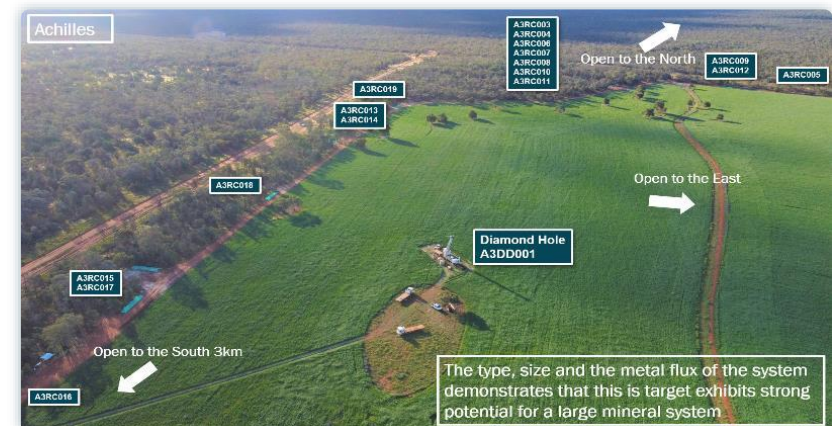 Achilles
A3RC003
A3RC004
A3RC006
A3RC007
A3RC008
A3RC010
A3RC011
Open to the North
A3RC009
A3RC012
A3RC005
A3RC019
A3RC013
A3RC014
A3RC018
Open to the East
Diamond Hole
A3DD001
A3RC015
A3RC017
Open to the South 3km
A3RC016
The type, size and the metal flux of the system
demonstrates that this is target exhibits strong
potential for a large mineral system